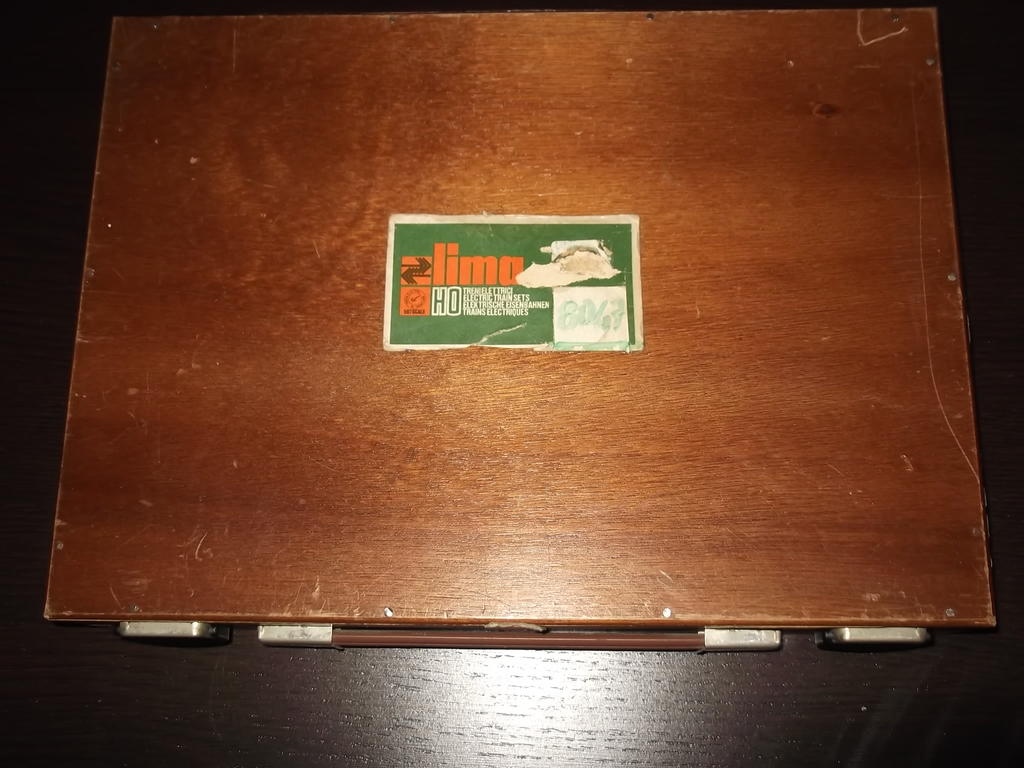 lima
HO
TRENI ELETTRICI
ELECTRIC TRAIN SETS
ELEKTRISCHE EISENBAHNEN
TRAINS ELECTRIQUES